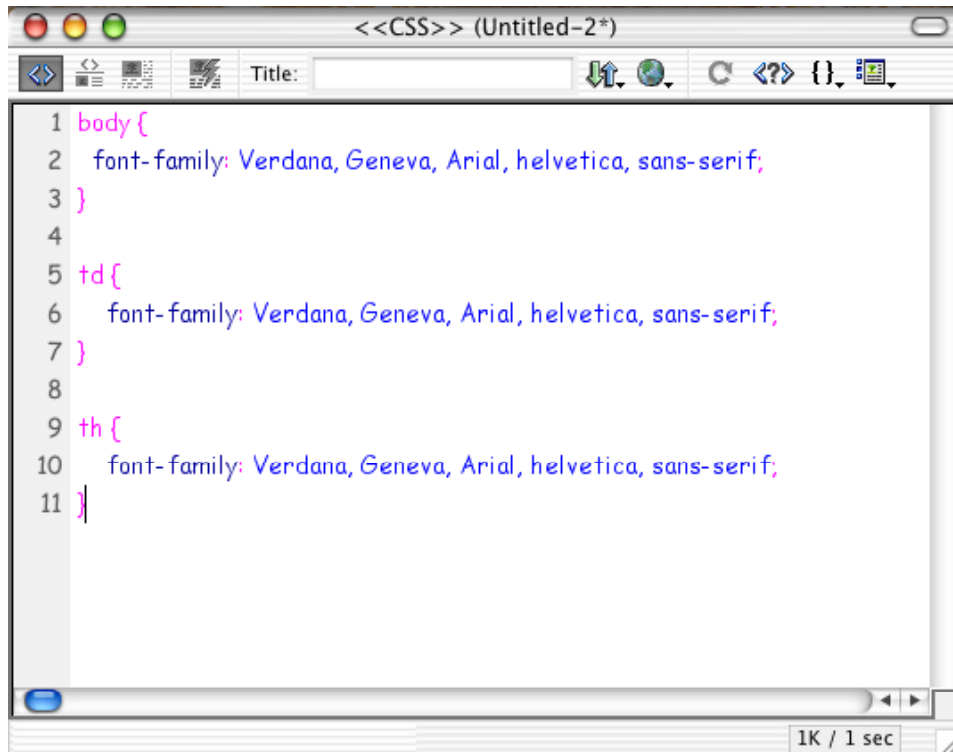 <<CSS>> (Untitled-2*)
Title:
1 body {
2 font-family: Verdana, Geneva, Arial, helvetica, sans-serif;
3 }
4
5 td {
6 font-family: Verdana, Geneva, Arial, helvetica, sans-serif;
7 }
8
9 th {
10 font-family: Verdana, Geneva, Arial, helvetica, sans-serif;
11 }
1K / 1 sec